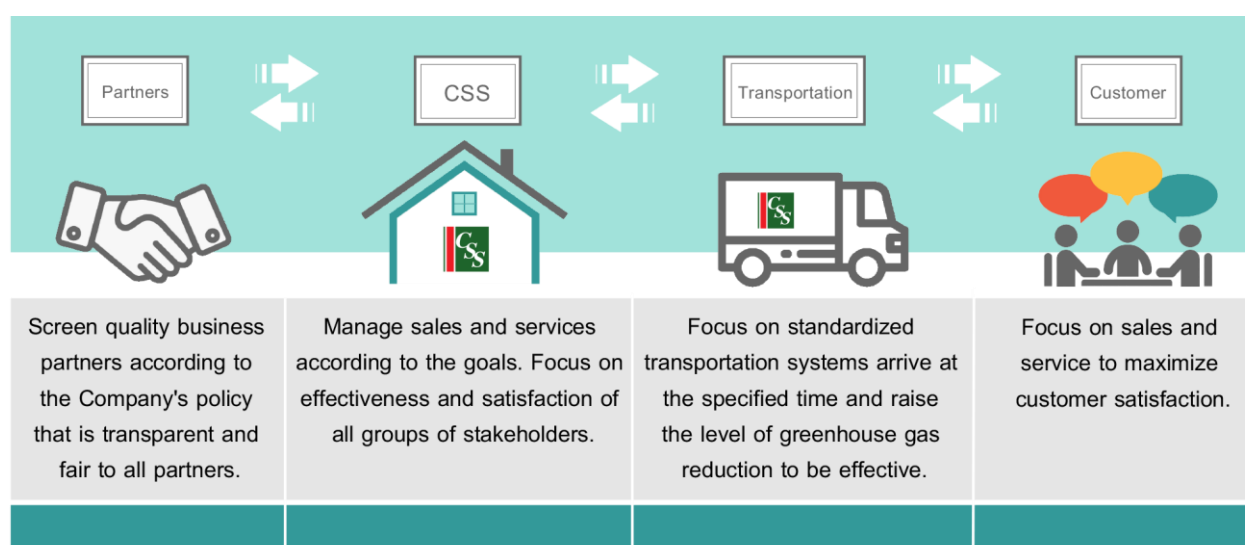 Partners
CSS
Transportation
Customer
CSS
CSS
Screen quality business
partners according to
the Company's policy
that is transparent and
fair to all partners.
Manage sales and services
according to the goals. Focus on
effectiveness and satisfaction of
all groups of stakeholders.
Focus on standardized
transportation systems arrive at
the specified time and raise
the level of greenhouse gas
reduction to be effective.
Focus on sales and
service to maximize
customer satisfaction.